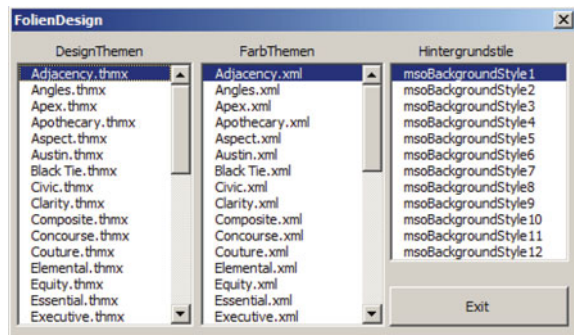 FolienDesign
DesignThemen
Adjacency.thmx
Angles.thmx
Apex.thmx
Apothecary.thmx
Aspect.thmx
Austin.thmx
Black Tie.thmx
Civic.thmx
Clarity.thmx
Composite.thmx
Concourse.thmx
Couture.thmx
Elemental.thmx
Equity.thmx
Essential.thmx
Executive.thmx
FarbThemen
Adjacency.xml
Angles.xml
Apex.xml
Apothecary.xml
Aspect.xml
Austin.xml
Black Tie.xml
Civic.xml
Clarity.xml
Composite.xml
Concourse.xml
Couture.xml
Elemental.xml
Equity.xml
Essential.xml
Executive.xml
Hintergrundstile
msoBackgroundStyle1
msoBackgroundStyle2
msoBackgroundStyle3
msoBackgroundStyle4
msoBackgroundStyle5
msoBackgroundStyle6
msoBackgroundStyle7
msoBackgroundStyle8
msoBackgroundStyle9
msoBackgroundStyle10
msoBackgroundStyle11
msoBackgroundStyle12
Exit